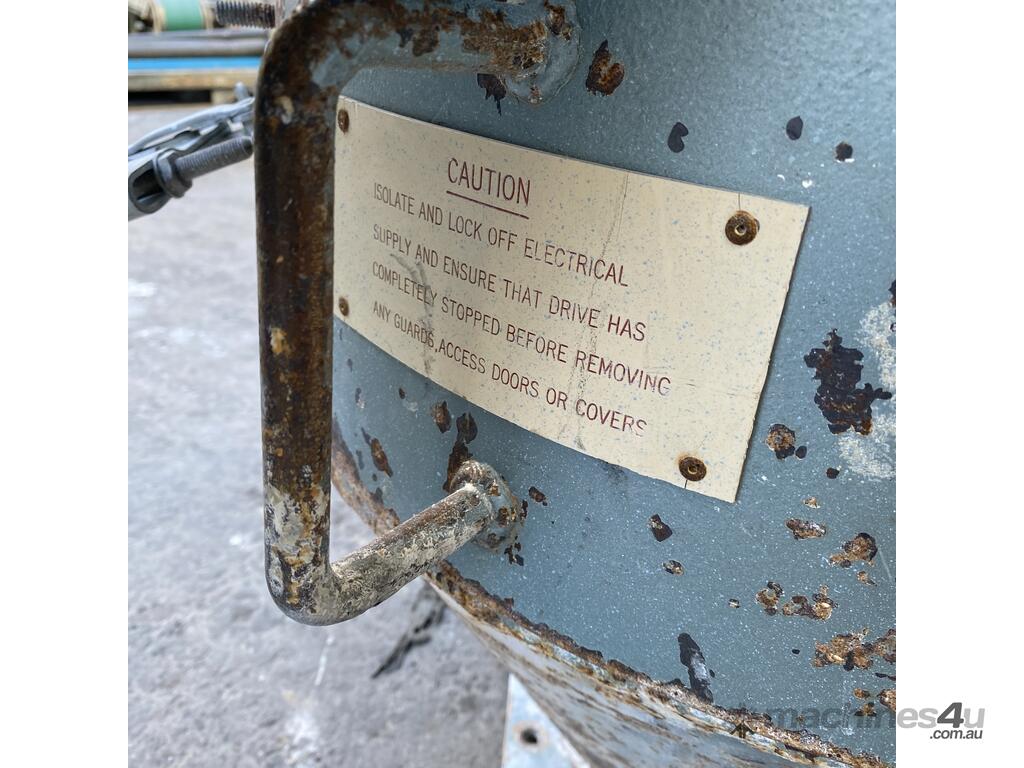 CAUTION
ISOLATE AND LOCK OFF ELECTRICAL
SUPPLY AND ENSURE THAT DRIVE HAS
COMPLETELY STOPPED BEFORE REMOVING
ANY GUARDS,ACCESS DOORS OR COVERS
machines4u
.com.au